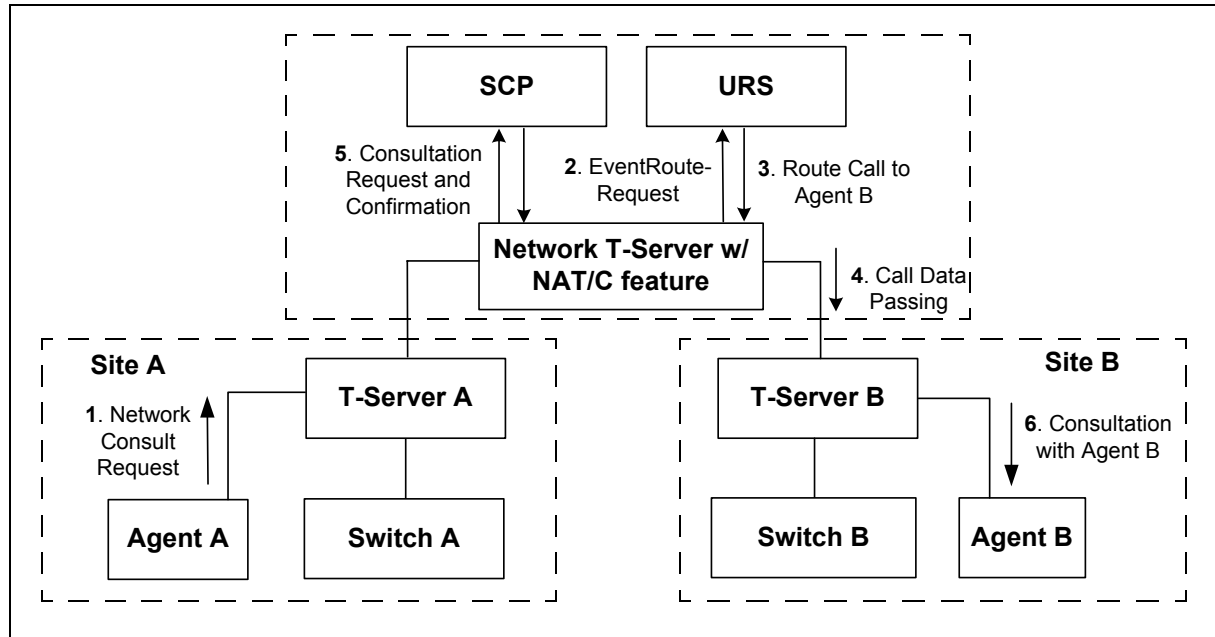 SCP
URS
5. Consultation
Request and
Confirmation
2. EventRoute-
Request
3. Route Call to
Agent B
Network T-Server w/
NAT/C feature
4. Call Data
Passing
Site A
T-Server A
1. Network
Consult
Request
Agent A
Switch A
Site B
T-Server B
6. Consultation
with Agent B
Switch B
Agent B